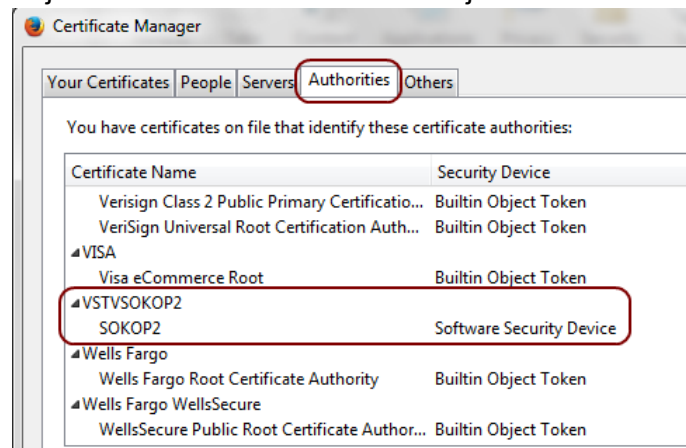 Certificate Manager
Your Certificates People Servers Authorities Others
You have certificates on file that identify these certificate authorities:
Certificate Name Security Device
Verisign Class 2 Public Primary Certificatio... Builtin Object Token
VeriSign Universal Root Certification Auth... Builtin Object Token
VISA
Visa eCommerce Root Builtin Object Token
VSTVSOKOP2
SOKOP2 Software Security Device
Wells Fargo
Wells Fargo Root Certificate Authority Builtin Object Token
Wells Fargo WellsSecure
WellsSecure Public Root Certificate Author... Builtin Object Token